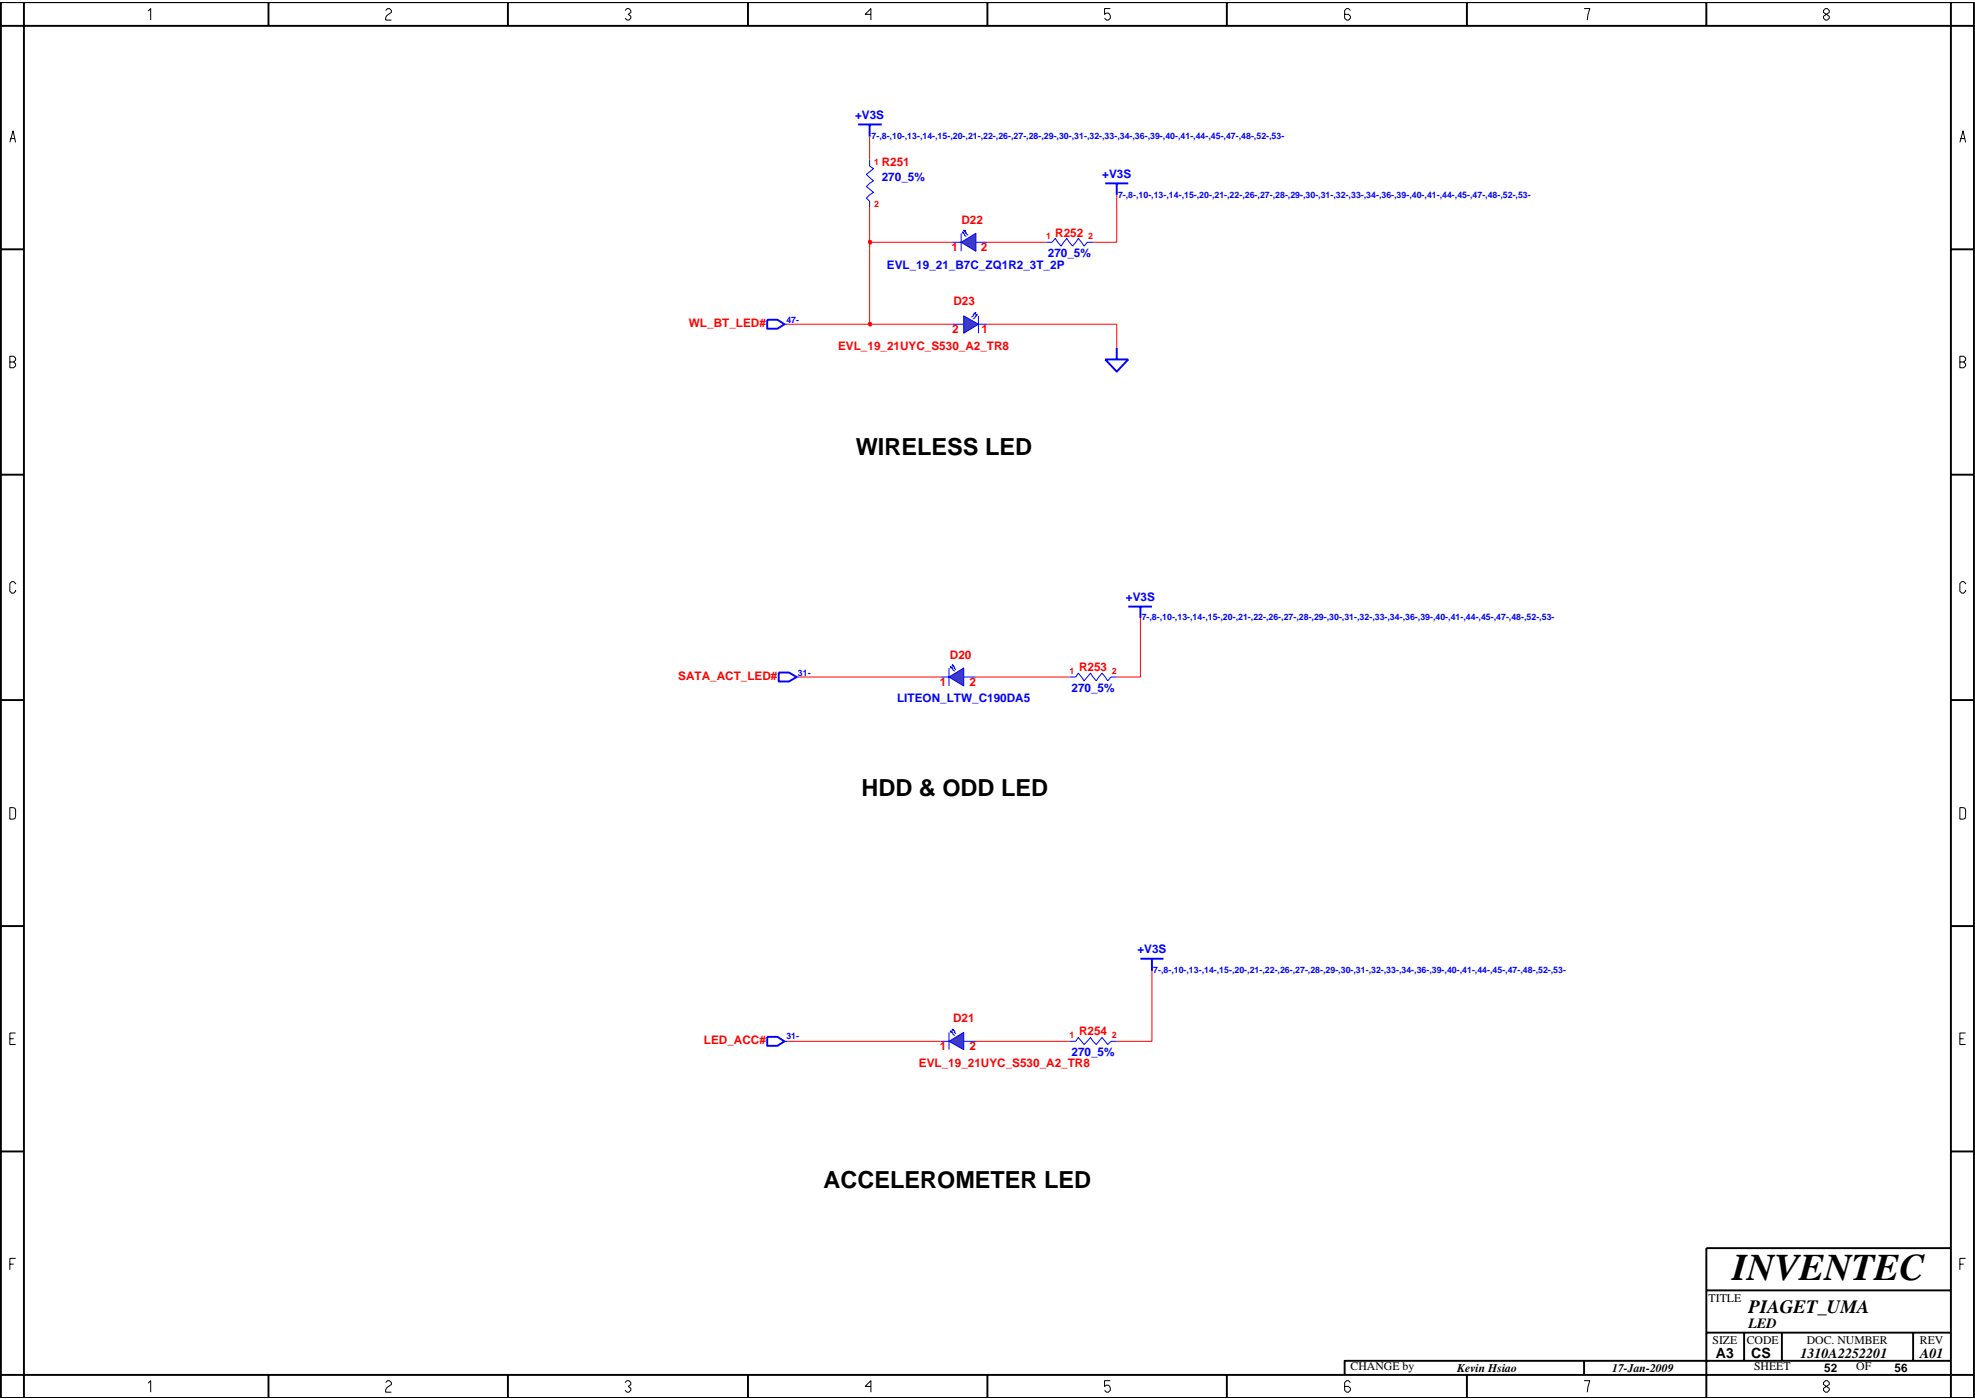 1 2 3 4 5 6 7 8
A A
+V3S
7-,8-,10-,13-,14-,15-,20-,21-,22-,26-,27-,28-,29-,30-,31-,32-,33-,34-,36-,39-,40-,41-,44-,45-,47-,48-,52-,53-
1 R251
270_5%
2
+V3S
7-,8-,10-,13-,14-,15-,20-,21-,22-,26-,27-,28-,29-,30-,31-,32-,33-,34-,36-,39-,40-,41-,44-,45-,47-,48-,52-,53-
D22
1 2
1 R252 2
270_5%
EVL_19_21_B7C_ZQ1R2_3T_2P
D23
WL_BT_LED# 47-
2 1
EVL_19_21UYC_S530_A2_TR8
B B
WIRELESS LED
C C
+V3S
7-,8-,10-,13-,14-,15-,20-,21-,22-,26-,27-,28-,29-,30-,31-,32-,33-,34-,36-,39-,40-,41-,44-,45-,47-,48-,52-,53-
D20
SATA_ACT_LED# 31-
1 2
1 R253 2
270_5%
LITEON_LTW_C190DA5
HDD & ODD LED
D D
+V3S
7-,8-,10-,13-,14-,15-,20-,21-,22-,26-,27-,28-,29-,30-,31-,32-,33-,34-,36-,39-,40-,41-,44-,45-,47-,48-,52-,53-
D21
LED_ACC# 31-
1 2
1 R254 2
270_5%
EVL_19_21UYC_S530_A2_TR8
E E
ACCELEROMETER LED
F F
INVENTEC
TITLE PIAGET_UMA
LED
SIZE CODE DOC. NUMBER REV
A3 CS 1310A2252201 A01
CHANGE by Kevin Hsiao 17-Jan-2009 SHEET 52 OF 56
1 2 3 4 5 6 7 8